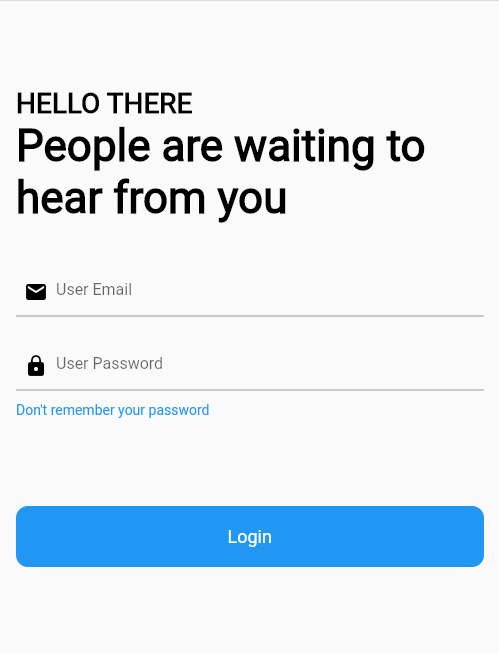 HELLO THERE
People are waiting to
hear from you
User Email
User Password
Don't remember your password
Login